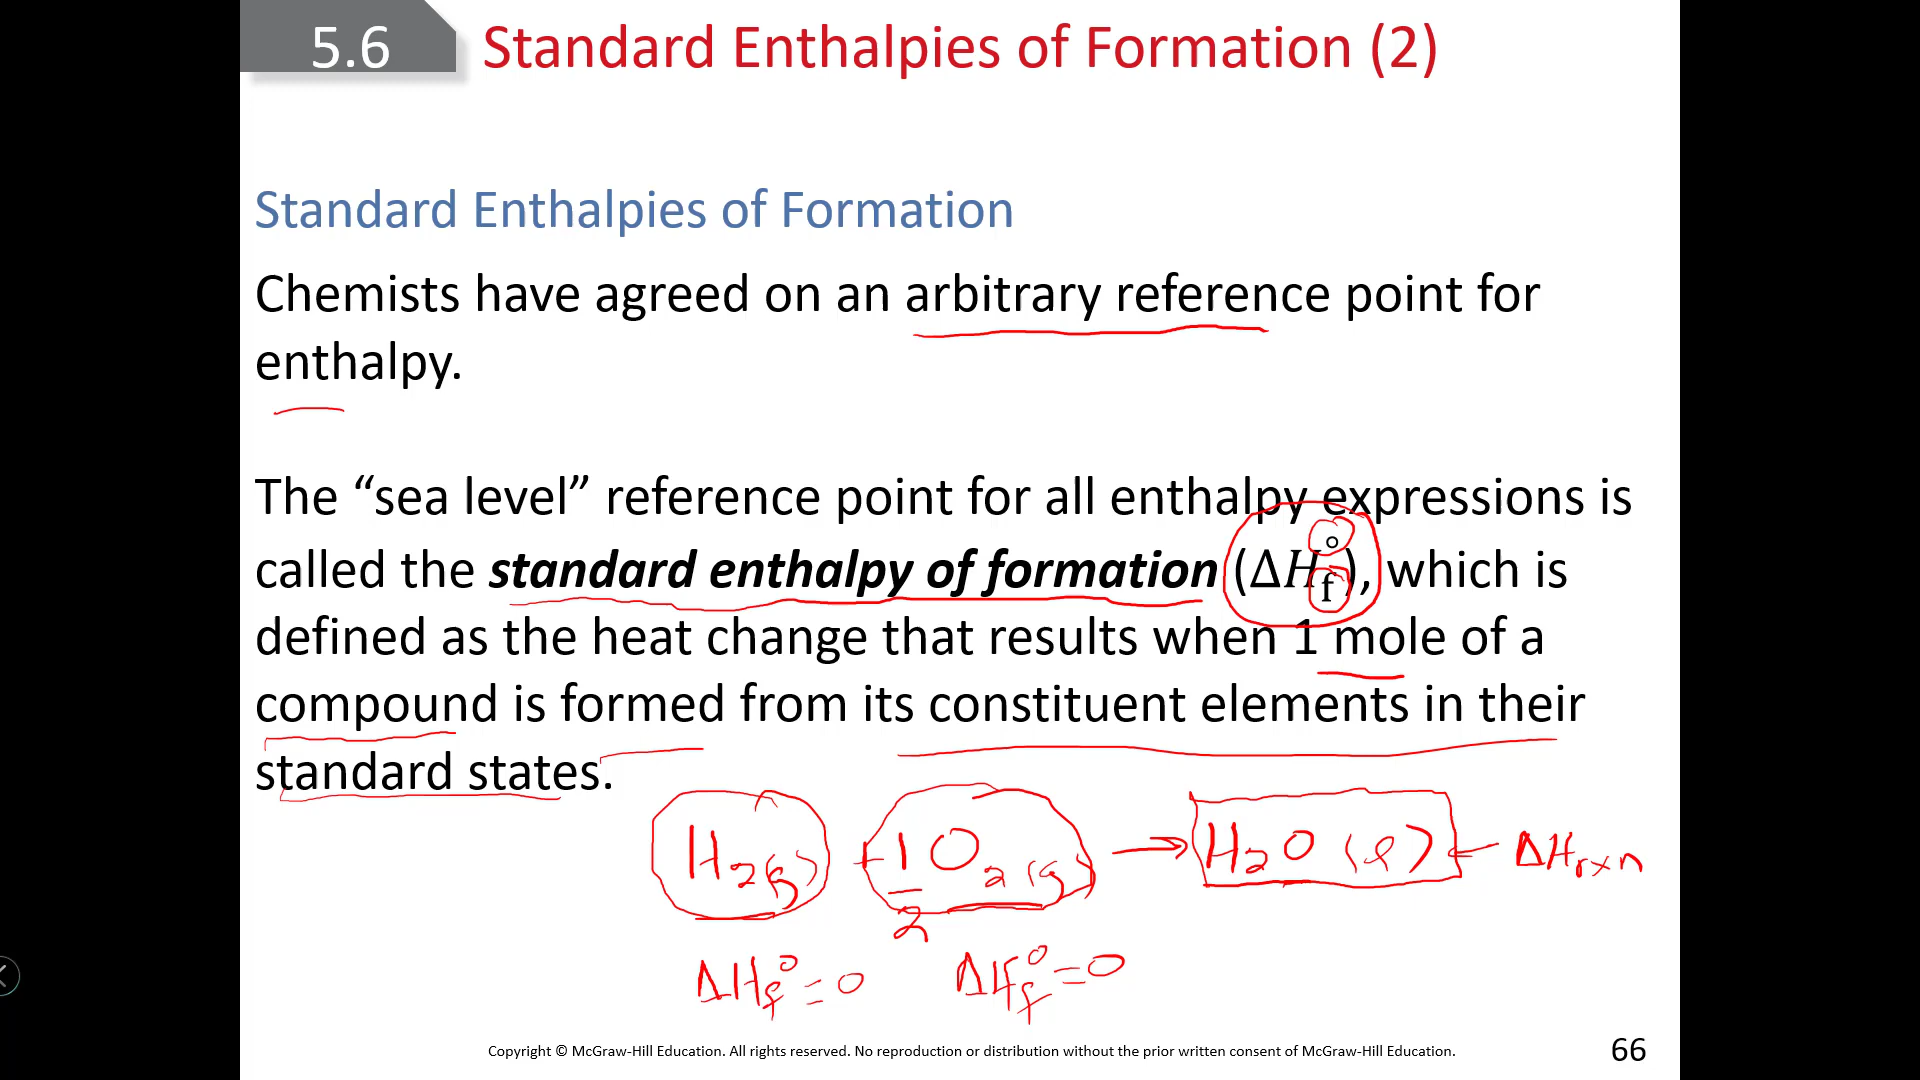 5.6 Standard Enthalpies of Formation (2)
Standard Enthalpies of Formation
Chemists have agreed on an arbitrary reference point for
enthalpy.
The “sea level” reference point for all enthalpy expressions is
called the standard enthalpy of formation (ΔH°f), which is
defined as the heat change that results when 1 mole of a
compound is formed from its constituent elements in their
standard states.
H2(g) + 1/2 O2(g) → H2O (l) ← ΔHrxn
ΔHf° = 0 ΔHf° = 0
Copyright © McGraw-Hill Education. All rights reserved. No reproduction or distribution without the prior written consent of McGraw-Hill Education.
66